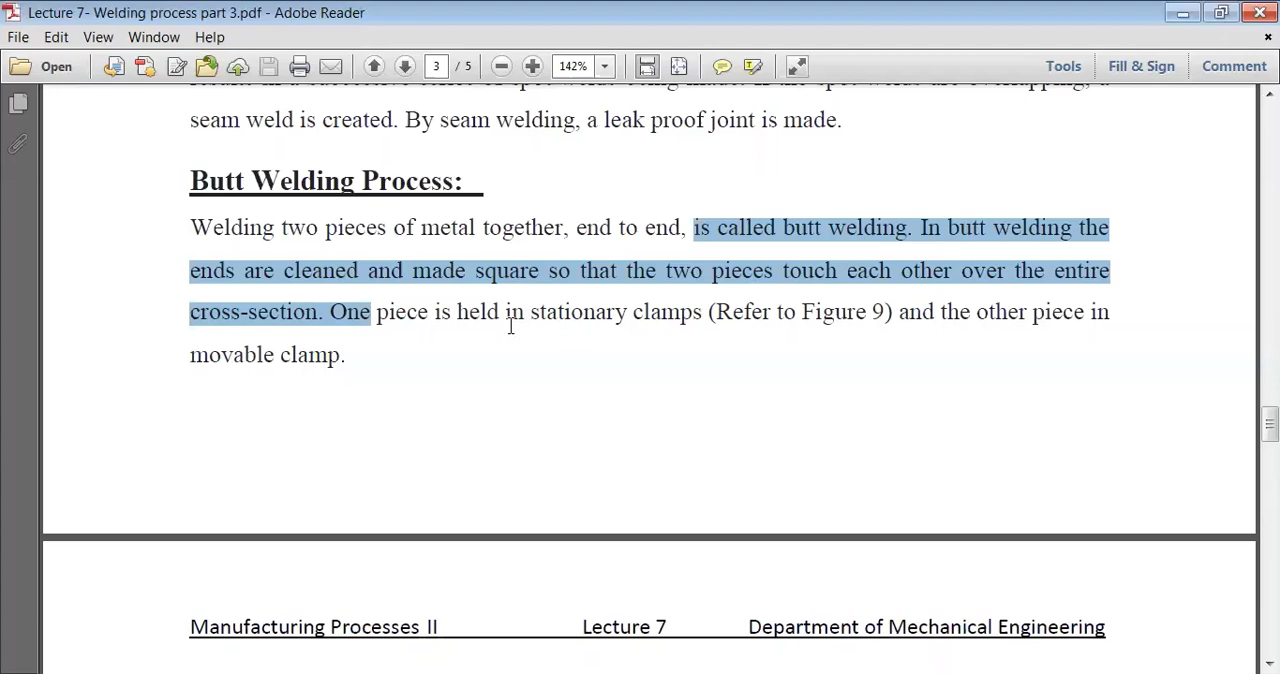 Lecture 7- Welding process part 3.pdf - Adobe Reader
File Edit View Window Help
Open 3 / 5 142% Tools Fill & Sign Comment
seam weld is created. By seam welding, a leak proof joint is made.
Butt Welding Process:
Welding two pieces of metal together, end to end, is called butt welding. In butt welding the
ends are cleaned and made square so that the two pieces touch each other over the entire
cross-section. One piece is held in stationary clamps (Refer to Figure 9) and the other piece in
movable clamp.
Manufacturing Processes II Lecture 7 Department of Mechanical Engineering